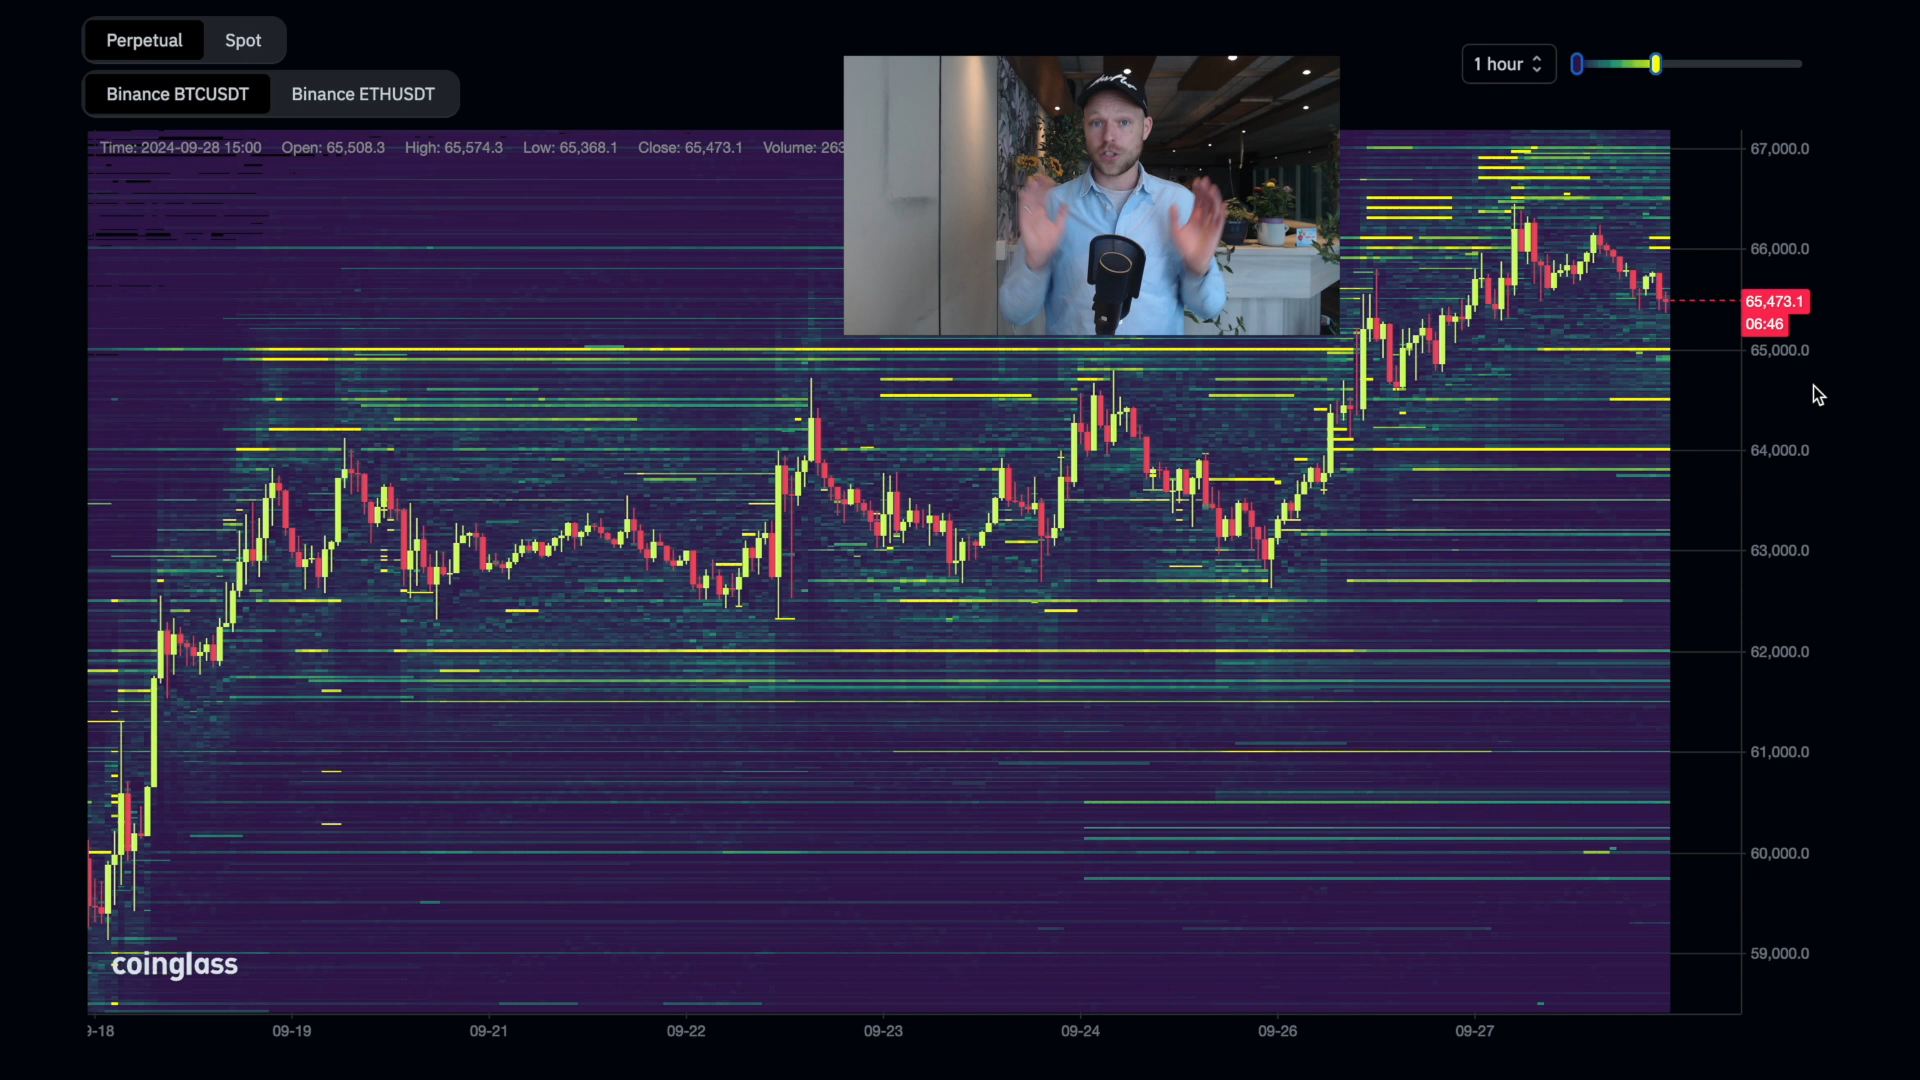 Perpetual Spot
1 hour
Binance BTCUSDT Binance ETHUSDT
Time: 2024-09-28 15:00 Open: 65,508.3 High: 65,574.3 Low: 65,368.1 Close: 65,473.1 Volume: 263
67,000.0
66,000.0
65,473.1
06:46
65,000.0
64,000.0
63,000.0
62,000.0
61,000.0
60,000.0
59,000.0
coinglass
9-18 09-19 09-21 09-22 09-23 09-24 09-26 09-27